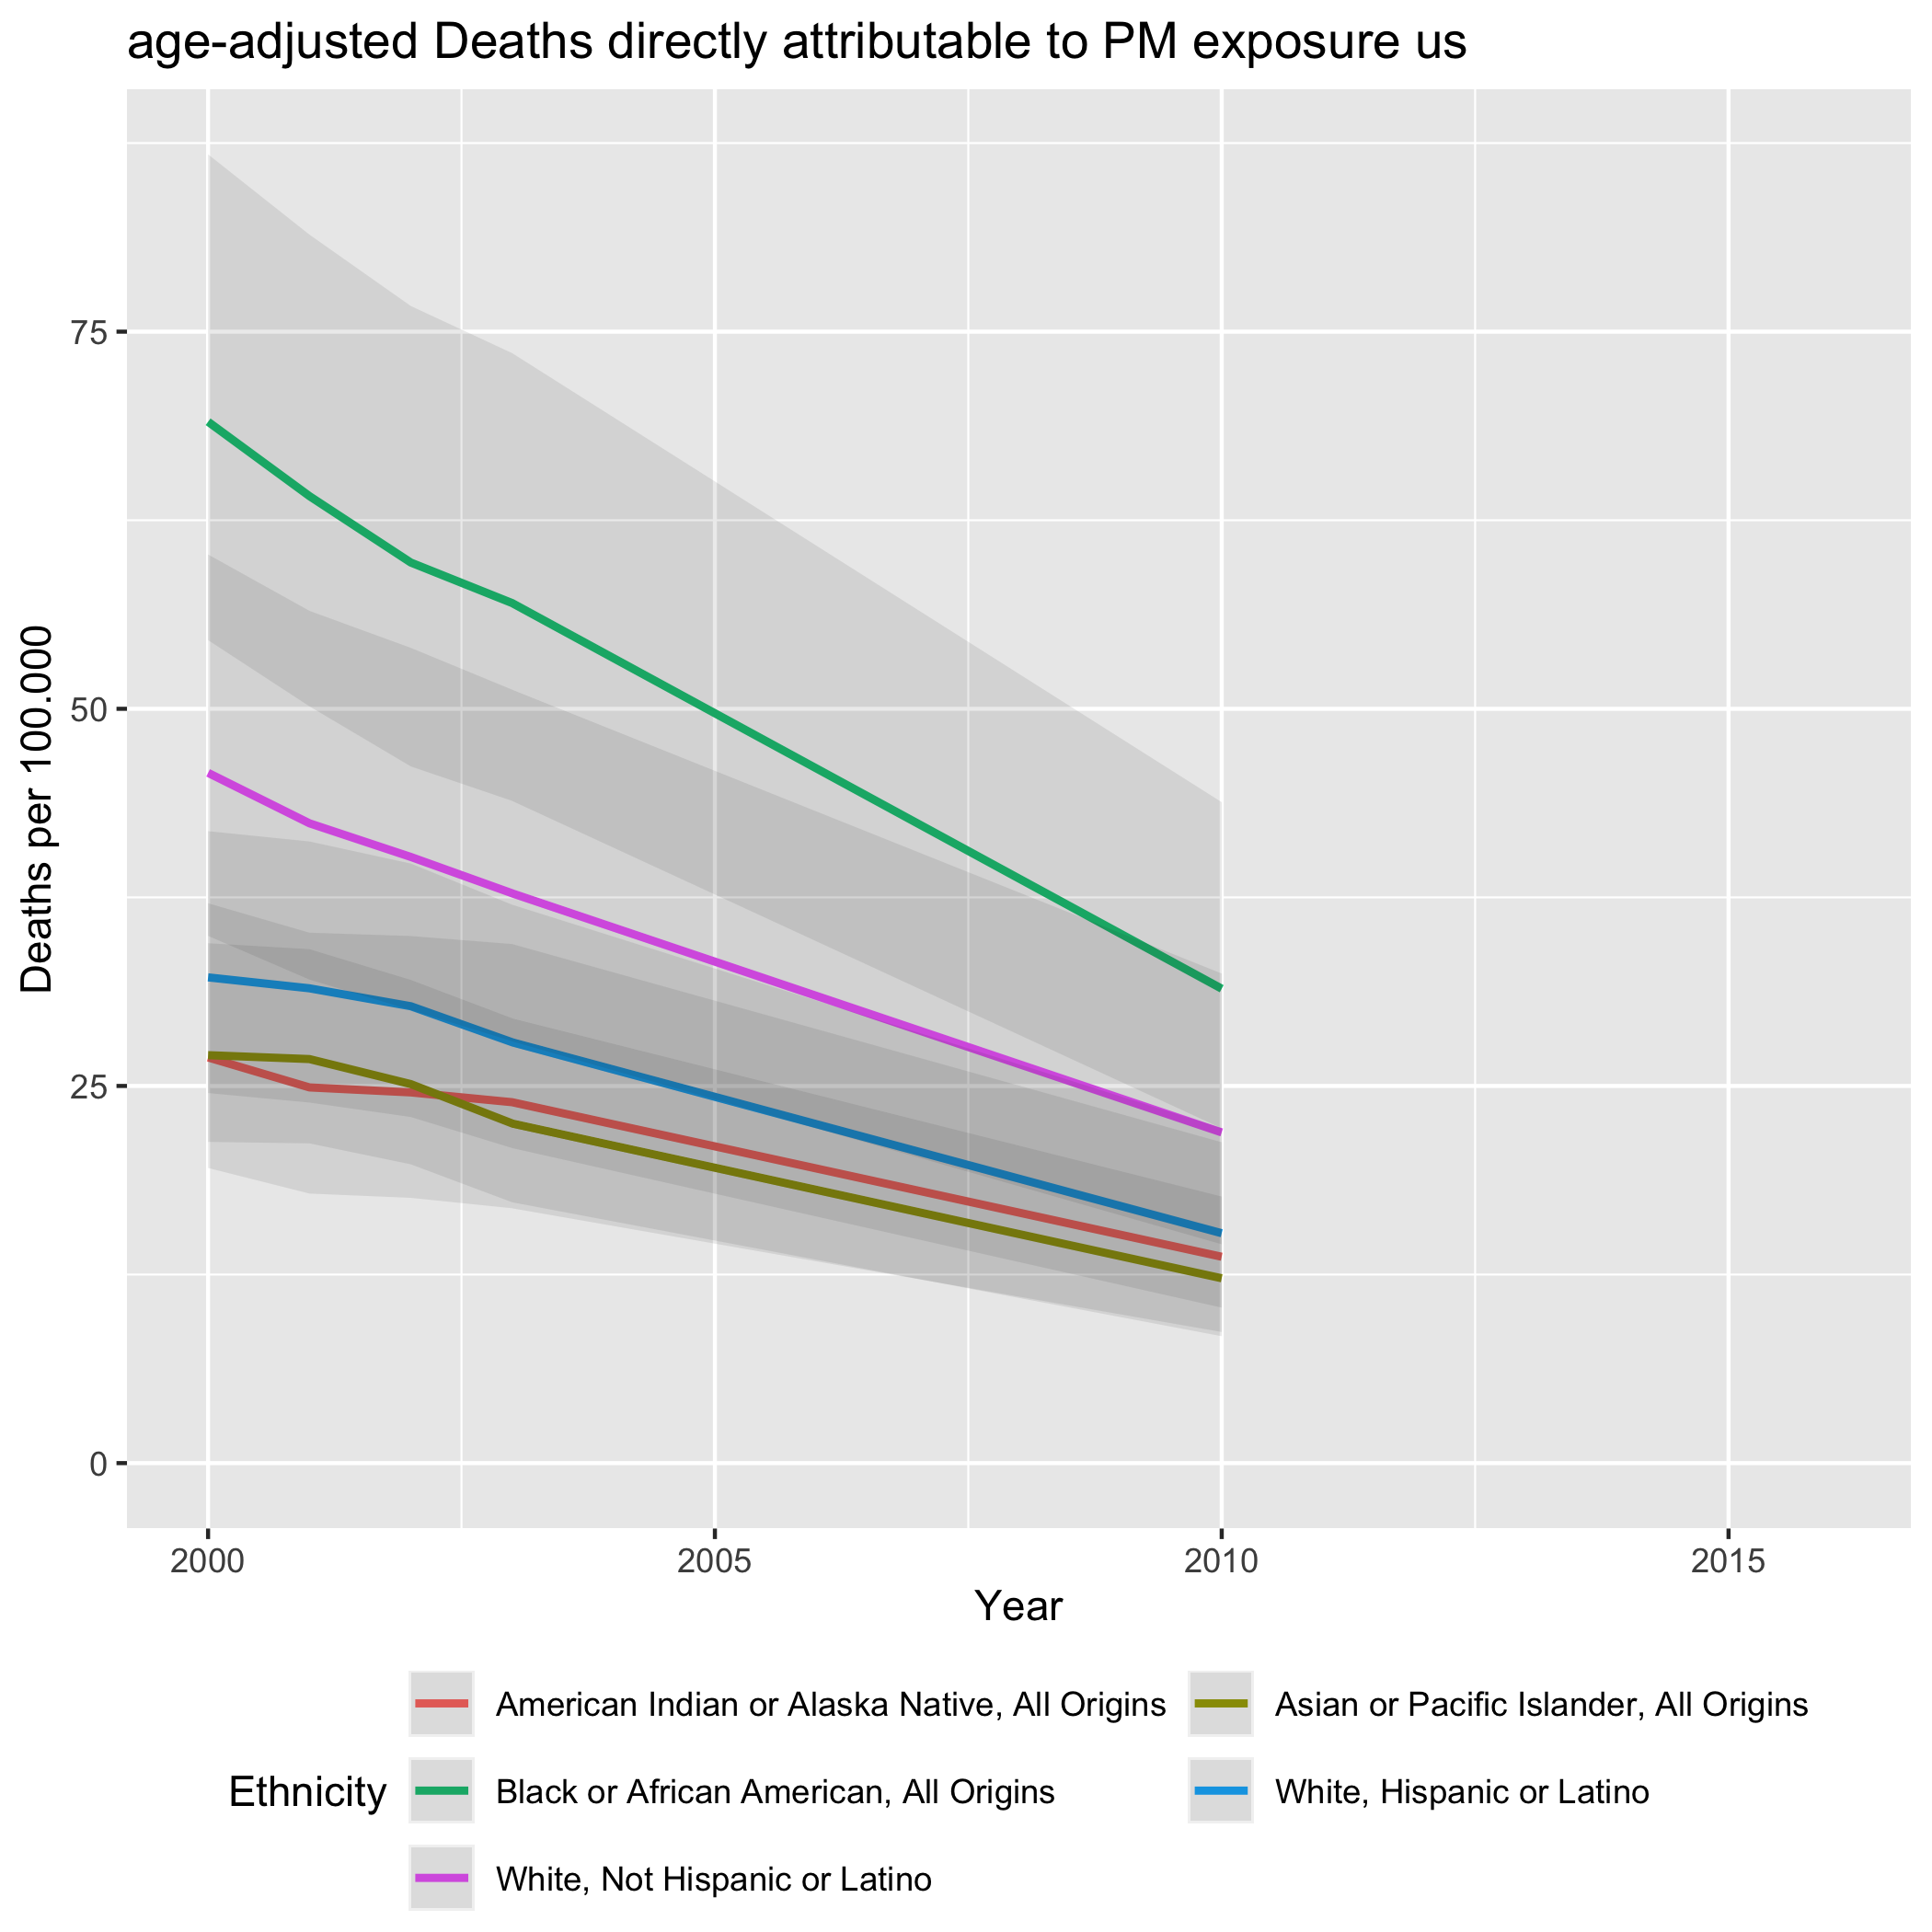 age-adjusted Deaths directly attributable to PM exposure us
Deaths per 100.000
75
50
25
0
2000 2005 2010 2015
Year
Ethnicity
American Indian or Alaska Native, All Origins
Asian or Pacific Islander, All Origins
Black or African American, All Origins
White, Hispanic or Latino
White, Not Hispanic or Latino